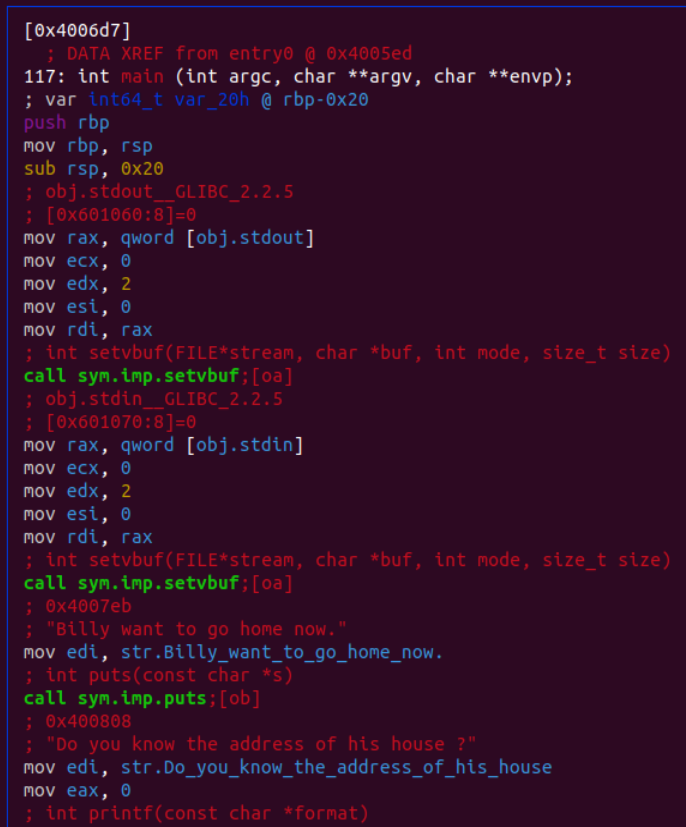 [0x4006d7]
; DATA XREF from entry0 @ 0x4005ed
117: int main (int argc, char **argv, char **envp);
; var int64_t var_20h @ rbp-0x20
push rbp
mov rbp, rsp
sub rsp, 0x20
; obj.stdout__GLIBC_2.2.5
; [0x601060:8]=0
mov rax, qword [obj.stdout]
mov ecx, 0
mov edx, 2
mov esi, 0
mov rdi, rax
; int setvbuf(FILE*stream, char *buf, int mode, size_t size)
call sym.imp.setvbuf;[oa]
; obj.stdin__GLIBC_2.2.5
; [0x601070:8]=0
mov rax, qword [obj.stdin]
mov ecx, 0
mov edx, 2
mov esi, 0
mov rdi, rax
; int setvbuf(FILE*stream, char *buf, int mode, size_t size)
call sym.imp.setvbuf;[oa]
; 0x4007eb
; "Billy want to go home now."
mov edi, str.Billy_want_to_go_home_now.
; int puts(const char *s)
call sym.imp.puts;[ob]
; 0x400808
; "Do you know the address of his house ?"
mov edi, str.Do_you_know_the_address_of_his_house
mov eax, 0
; int printf(const char *format)